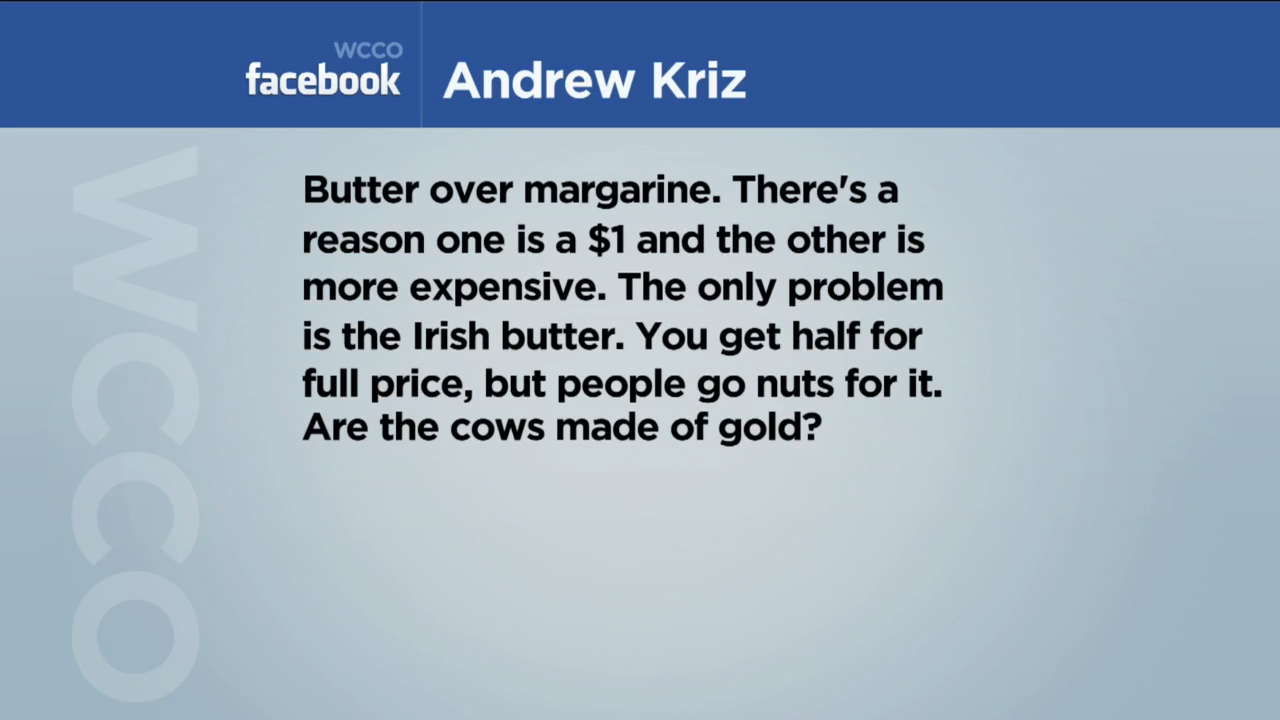 WCCO
facebook
Andrew Kriz
WCCO
Butter over margarine. There's a
reason one is a $1 and the other is
more expensive. The only problem
is the Irish butter. You get half for
full price, but people go nuts for it.
Are the cows made of gold?